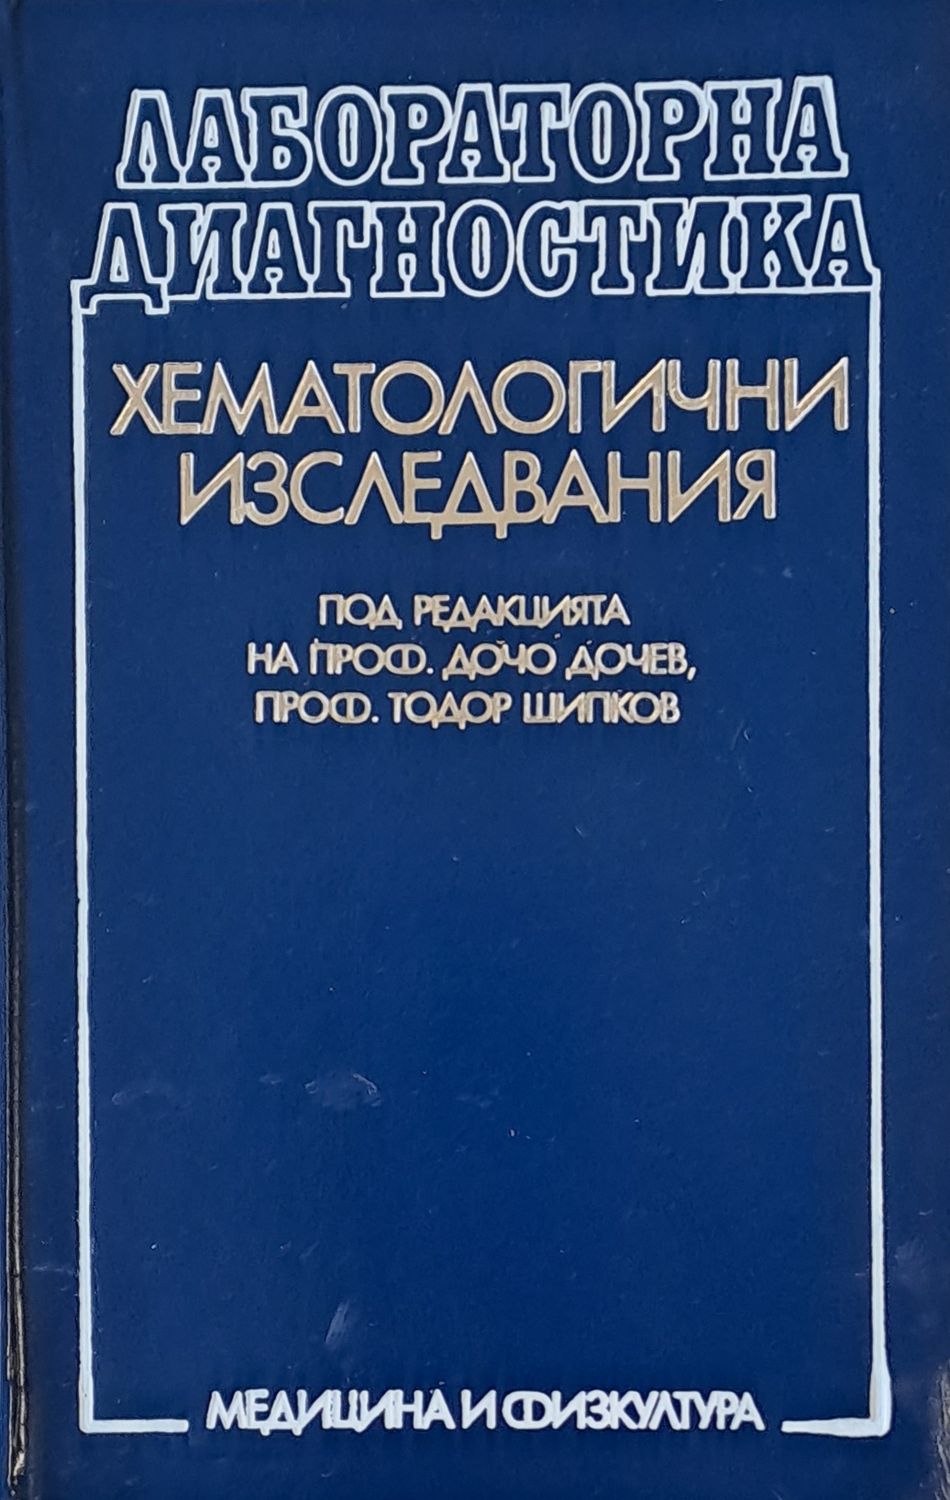 ЛАБОРАТОРНА
ДИАГНОСТИКА
ХЕМАТОЛОГИЧНИ
ИЗСЛЕДВАНИЯ
ПОД РЕДАКЦИЯТА
НА ПРОФ. ДОЧО ДОЧЕВ,
ПРОФ. ТОДОР ШИПКОВ
МЕДИЦИНА И ФИЗКУЛТУРА